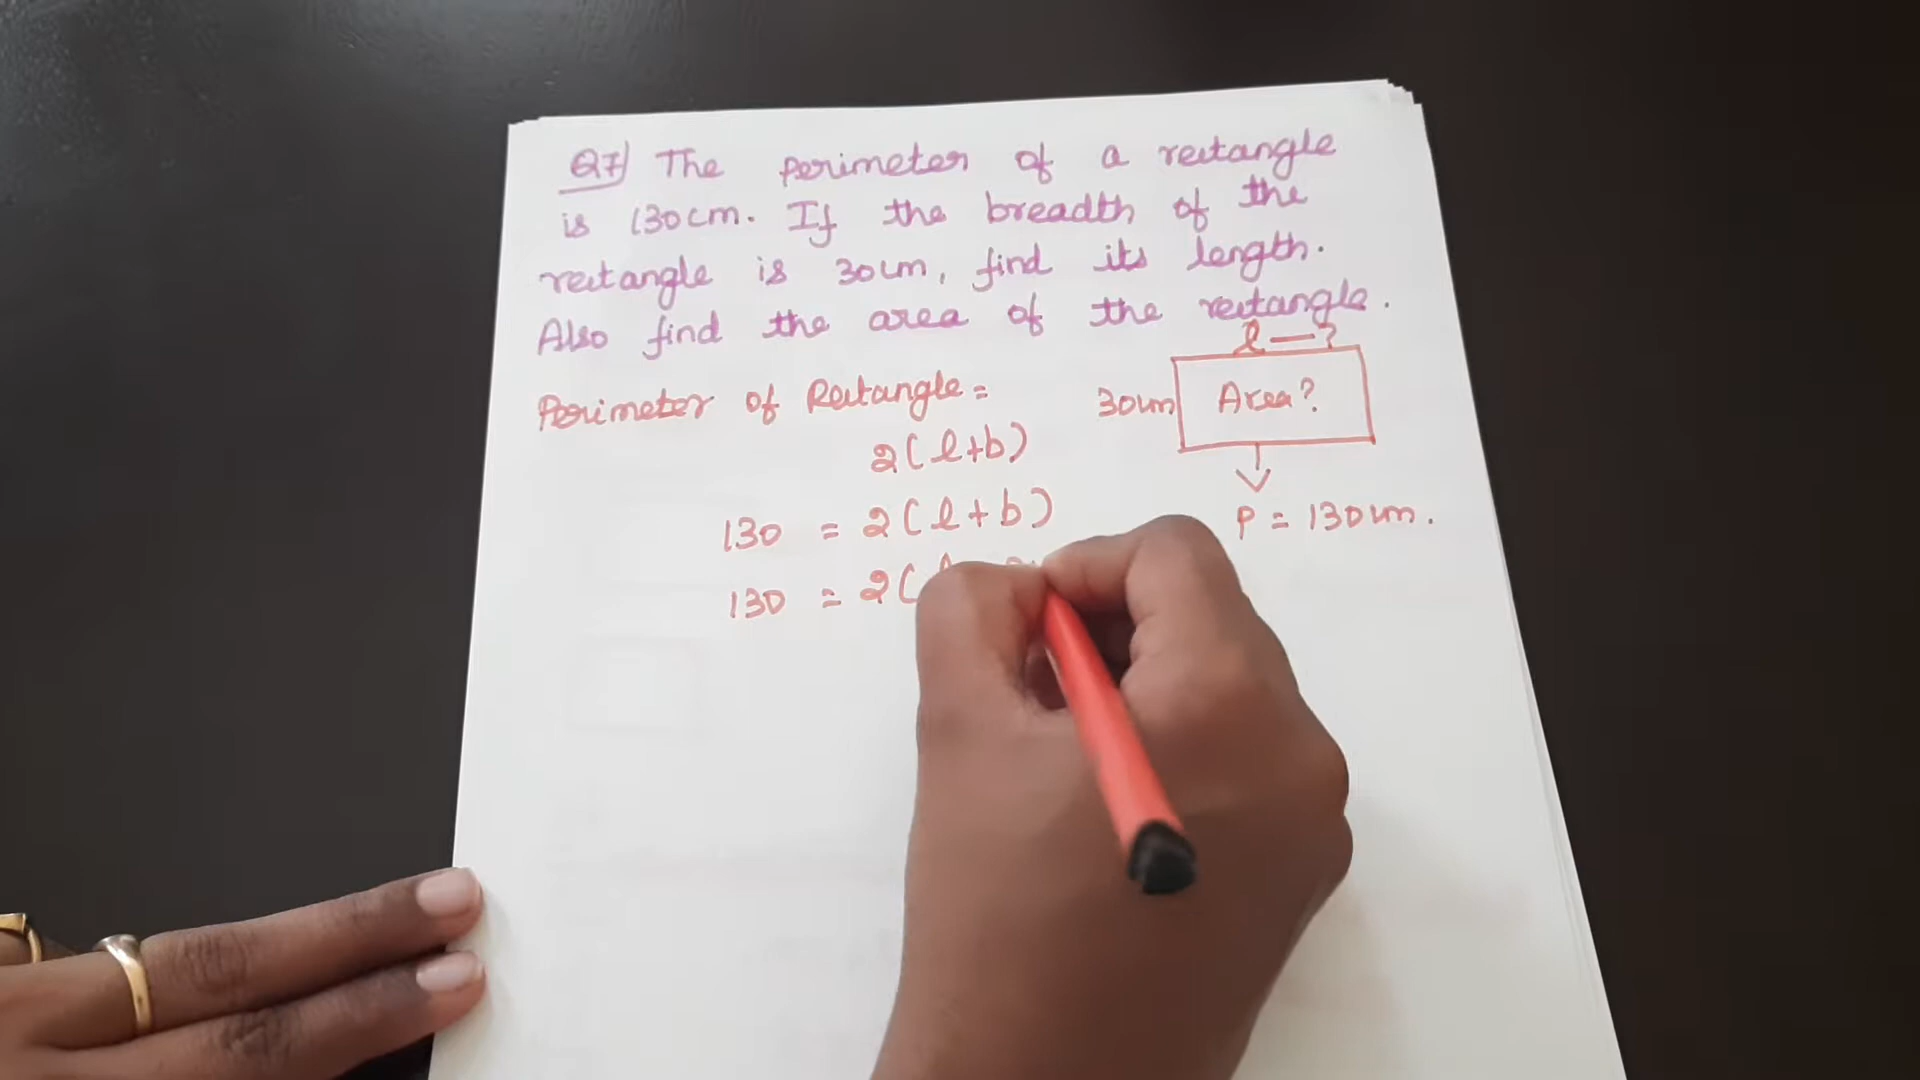 Q7) The perimeter of a rectangle
is 130cm. If the breadth of the
rectangle is 30cm, find its length.
Also find the area of the rectangle.
l — ?
Perimeter of Rectangle =
30cm
Area?
2(l+b)
130 = 2(l+b)
P = 130cm.
130 = 2(